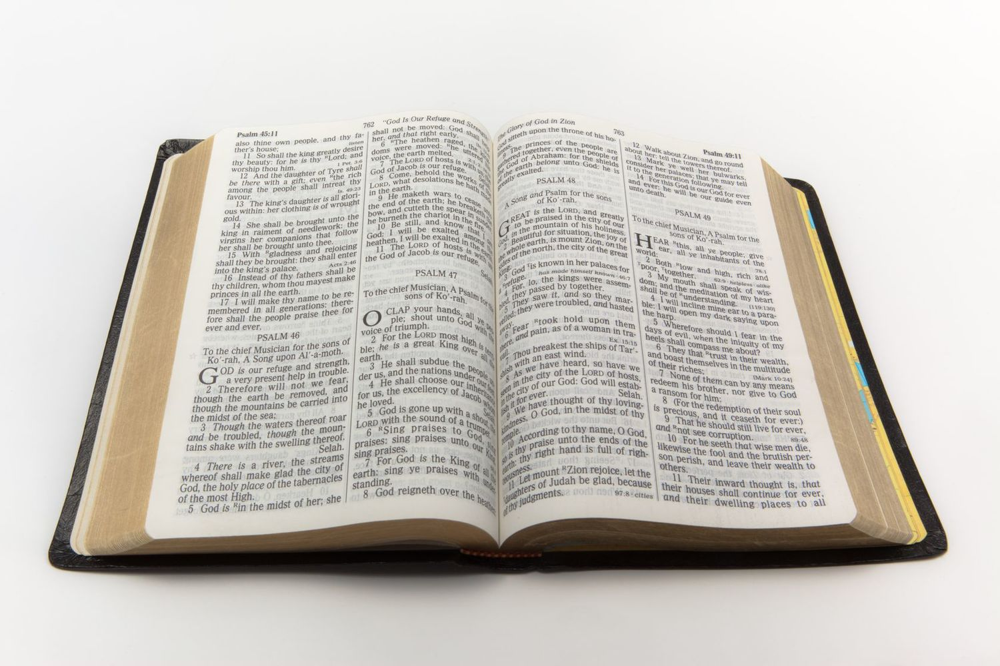 Psalm 45:11
762
"God Is Our Refuge and
also thine own people, and thy fa-
ther's house;
listen
11 So shall the king greatly desire
thy beauty: for he is thy ᴿLord; and
worship thou him.
1 Pet. 3:6
12 And the daughter of Tyre shall
be there with a gift; even ᴿthe rich
among the people shall intreat thy
favour.
Is. 49:23
13 The king's daughter is all glori-
ous within: her clothing is of wrought
gold.
14 She shall be brought unto the
king in raiment of needlework: the
virgins her companions that follow
her shall be brought unto thee.
15 With ᴿgladness and rejoicing
shall they be brought: they shall enter
into the king's palace.
Acts 2:46
16 Instead of thy fathers shall be
thy children, whom thou mayest make
princes in all the earth.
17 I will make thy name to be re-
membered in all generations: there-
fore shall the people praise thee for
ever and ever.
PSALM 46
To the chief Musician for the sons of
Ko'-rah, A Song upon Al'-a-moth.
GOD is our refuge and strength,
a very present help in trouble.
2 Therefore will not we fear,
though the earth be removed, and
though the mountains be carried into
the midst of the sea;
3 Though the waters thereof roar
and be troubled, though the moun-
tains shake with the swelling thereof.
Selah.
4 There is a river, the streams
whereof shall make glad the city of
God, the holy place of the tabernacles
of the most High.
5 God is ᴿin the midst of her; she
shall not be moved: God shall
her, and that right early.
6 ᴿThe heathen raged, the king-
doms were moved: ᴿhe uttered
voice, the earth melted.
7 The LORD of hosts is with us;
God of Jacob is our refuge. Selah
8 Come, behold the works of the
LORD, what desolations he hath made
in the earth.
9 He maketh wars to cease
the end of the earth; he breaketh
bow, and cutteth the spear in
he burneth the chariot in the fire.
10 Be still, and know that I
God: I will be exalted among
heathen, I will be exalted in the
11 The LORD of hosts is with
the God of Jacob is our refuge.
Selah
PSALM 47
To the chief Musician, A Psalm for the
sons of Ko'-rah.
O CLAP your hands, all ye
ple; shout unto God with the
voice of triumph.
2 For the LORD most high is
ble; he is a great King over all
earth.
3 He shall subdue the people
der us, and the nations under our
4 He shall choose our inheritance
for us, the excellency of Jacob whom
he loved. Selah
5 God is gone up with a shout, the
LORD with the sound of a trumpet
6 ᴿSing praises to God, sing
praises: sing praises unto our King
sing praises.
7 For God is the King of all the
earth: sing ye praises with under
standing.
8 God reigneth over the heathen
The Glory of God in Zion
763
Psalm 49:11
God sitteth upon the throne of his ho-
liness.
9 The princes of the people are
gathered together, even the people of
the God of Abraham: for the shields
of the earth belong unto God: he is
greatly exalted.
PSALM 48
A Song and Psalm for the sons
of Ko'-rah.
GREAT is the LORD, and greatly
to be praised in the city of our
God, in the mountain of his holiness.
2 Beautiful for situation, the joy of
the whole earth, is mount Zion, on the
sides of the north, the city of the great
King.
3 God ᵀis known in her palaces for
a ᴿrefuge.
has made himself known · 46:7
4 For, lo, the kings were assem-
bled, they passed by together.
5 They saw it, and so they mar-
velled; they were troubled, and hasted
away.
6 Fear ᴿtook hold upon them
there, and pain, as of a woman in tra-
vail.
Ex. 15:15
7 Thou breakest the ships of Tar'-
shish with an east wind.
8 As we have heard, so have we
seen in the city of the LORD of hosts,
in the city of our God: God will estab-
lish it for ever. Selah.
9 We have thought of thy loving-
kindness, O God, in the midst of thy
temple.
10 According to thy name, O God,
so is thy praise unto the ends of the
earth: thy right hand is full of righ-
teousness.
11 Let mount ᴿZion rejoice, let the
daughters of Judah be glad, because
of thy judgments.
97:8 · cities
12 Walk about Zion, and go round
about her: tell the towers thereof.
13 Mark ye well her bulwarks,
consider her palaces; that ye may tell
it to the generation following.
14 For this God is our God for ever
and ever: he will be our guide even
unto death.
PSALM 49
To the chief Musician, A Psalm for the
sons of Ko'-rah.
HEAR ᴿthis, all ye people; give
ear, all ye inhabitants of the
world:
78:1
2 Both ᴿlow and high, rich and
ᵀpoor, ᵀtogether.
62:9 · helpless · alike
3 My mouth shall speak of wis-
dom; and the meditation of my heart
shall be of ᴿunderstanding.
[119:130]
4 I will incline mine ear to a para-
ble: I will open my dark saying upon
the harp.
5 Wherefore should I fear in the
days of evil, when the iniquity of my
heels shall compass me about?
6 They that ᴿtrust in their wealth,
and boast themselves in the multitude
of their riches;
[Mark 10:24]
7 None of them can by any means
redeem his brother, nor give to God
a ransom for him:
8 (For the redemption of their soul
is precious, and it ceaseth for ever:)
9 That he should still live for ever,
and ᴿnot see corruption.
89:48
10 For he seeth that wise men die,
likewise the fool and the brutish per-
son perish, and leave their wealth to
others.
11 Their inward thought is, that
their houses shall continue for ever,
and their dwelling places to all